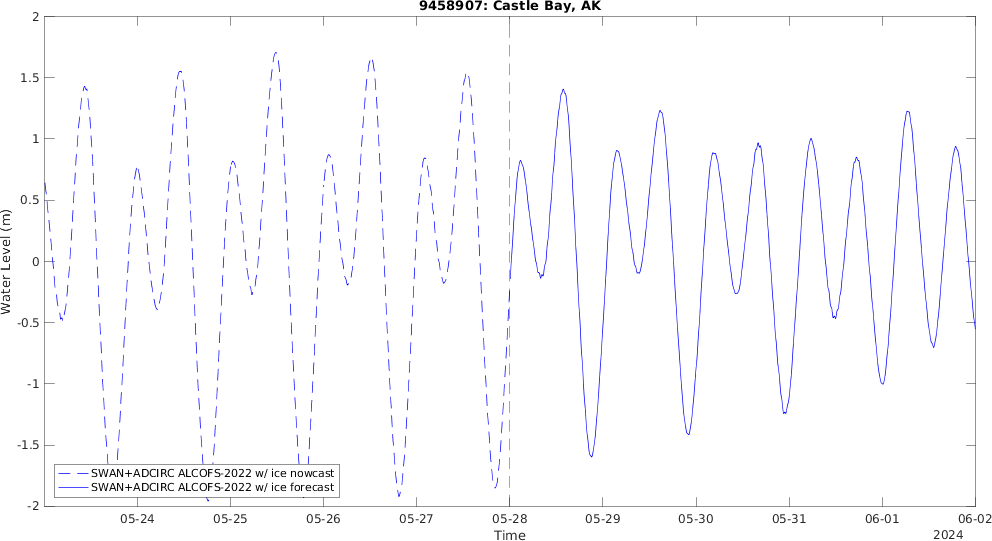 9458907: Castle Bay, AK
2
1.5
1
0.5
0
-0.5
-1
-1.5
-2
Water Level (m)
SWAN+ADCIRC ALCOFS-2022 w/ ice nowcast
SWAN+ADCIRC ALCOFS-2022 w/ ice forecast
05-24 05-25 05-26 05-27 05-28 05-29 05-30 05-31 06-01 06-02
Time
2024